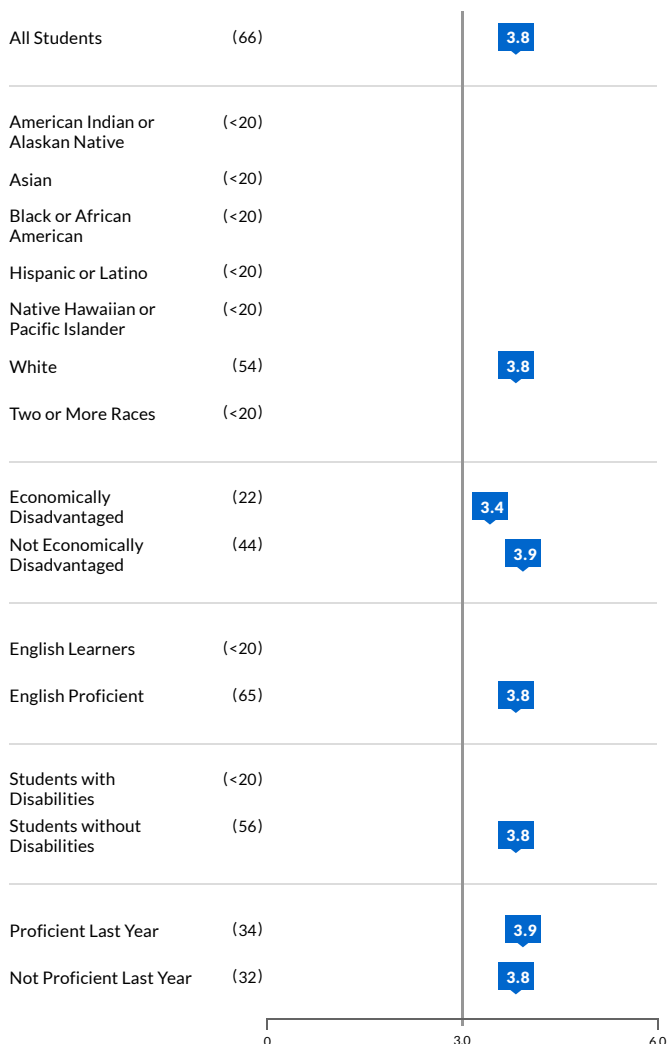 All Students (66) 3.8
American Indian or (<20)
Alaskan Native
Asian (<20)
Black or African (<20)
American
Hispanic or Latino (<20)
Native Hawaiian or (<20)
Pacific Islander
White (54) 3.8
Two or More Races (<20)
Economically (22) 3.4
Disadvantaged
Not Economically (44) 3.9
Disadvantaged
English Learners (<20)
English Proficient (65) 3.8
Students with (<20)
Disabilities
Students without (56) 3.8
Disabilities
Proficient Last Year (34) 3.9
Not Proficient Last Year (32) 3.8
0 3.0 6.0